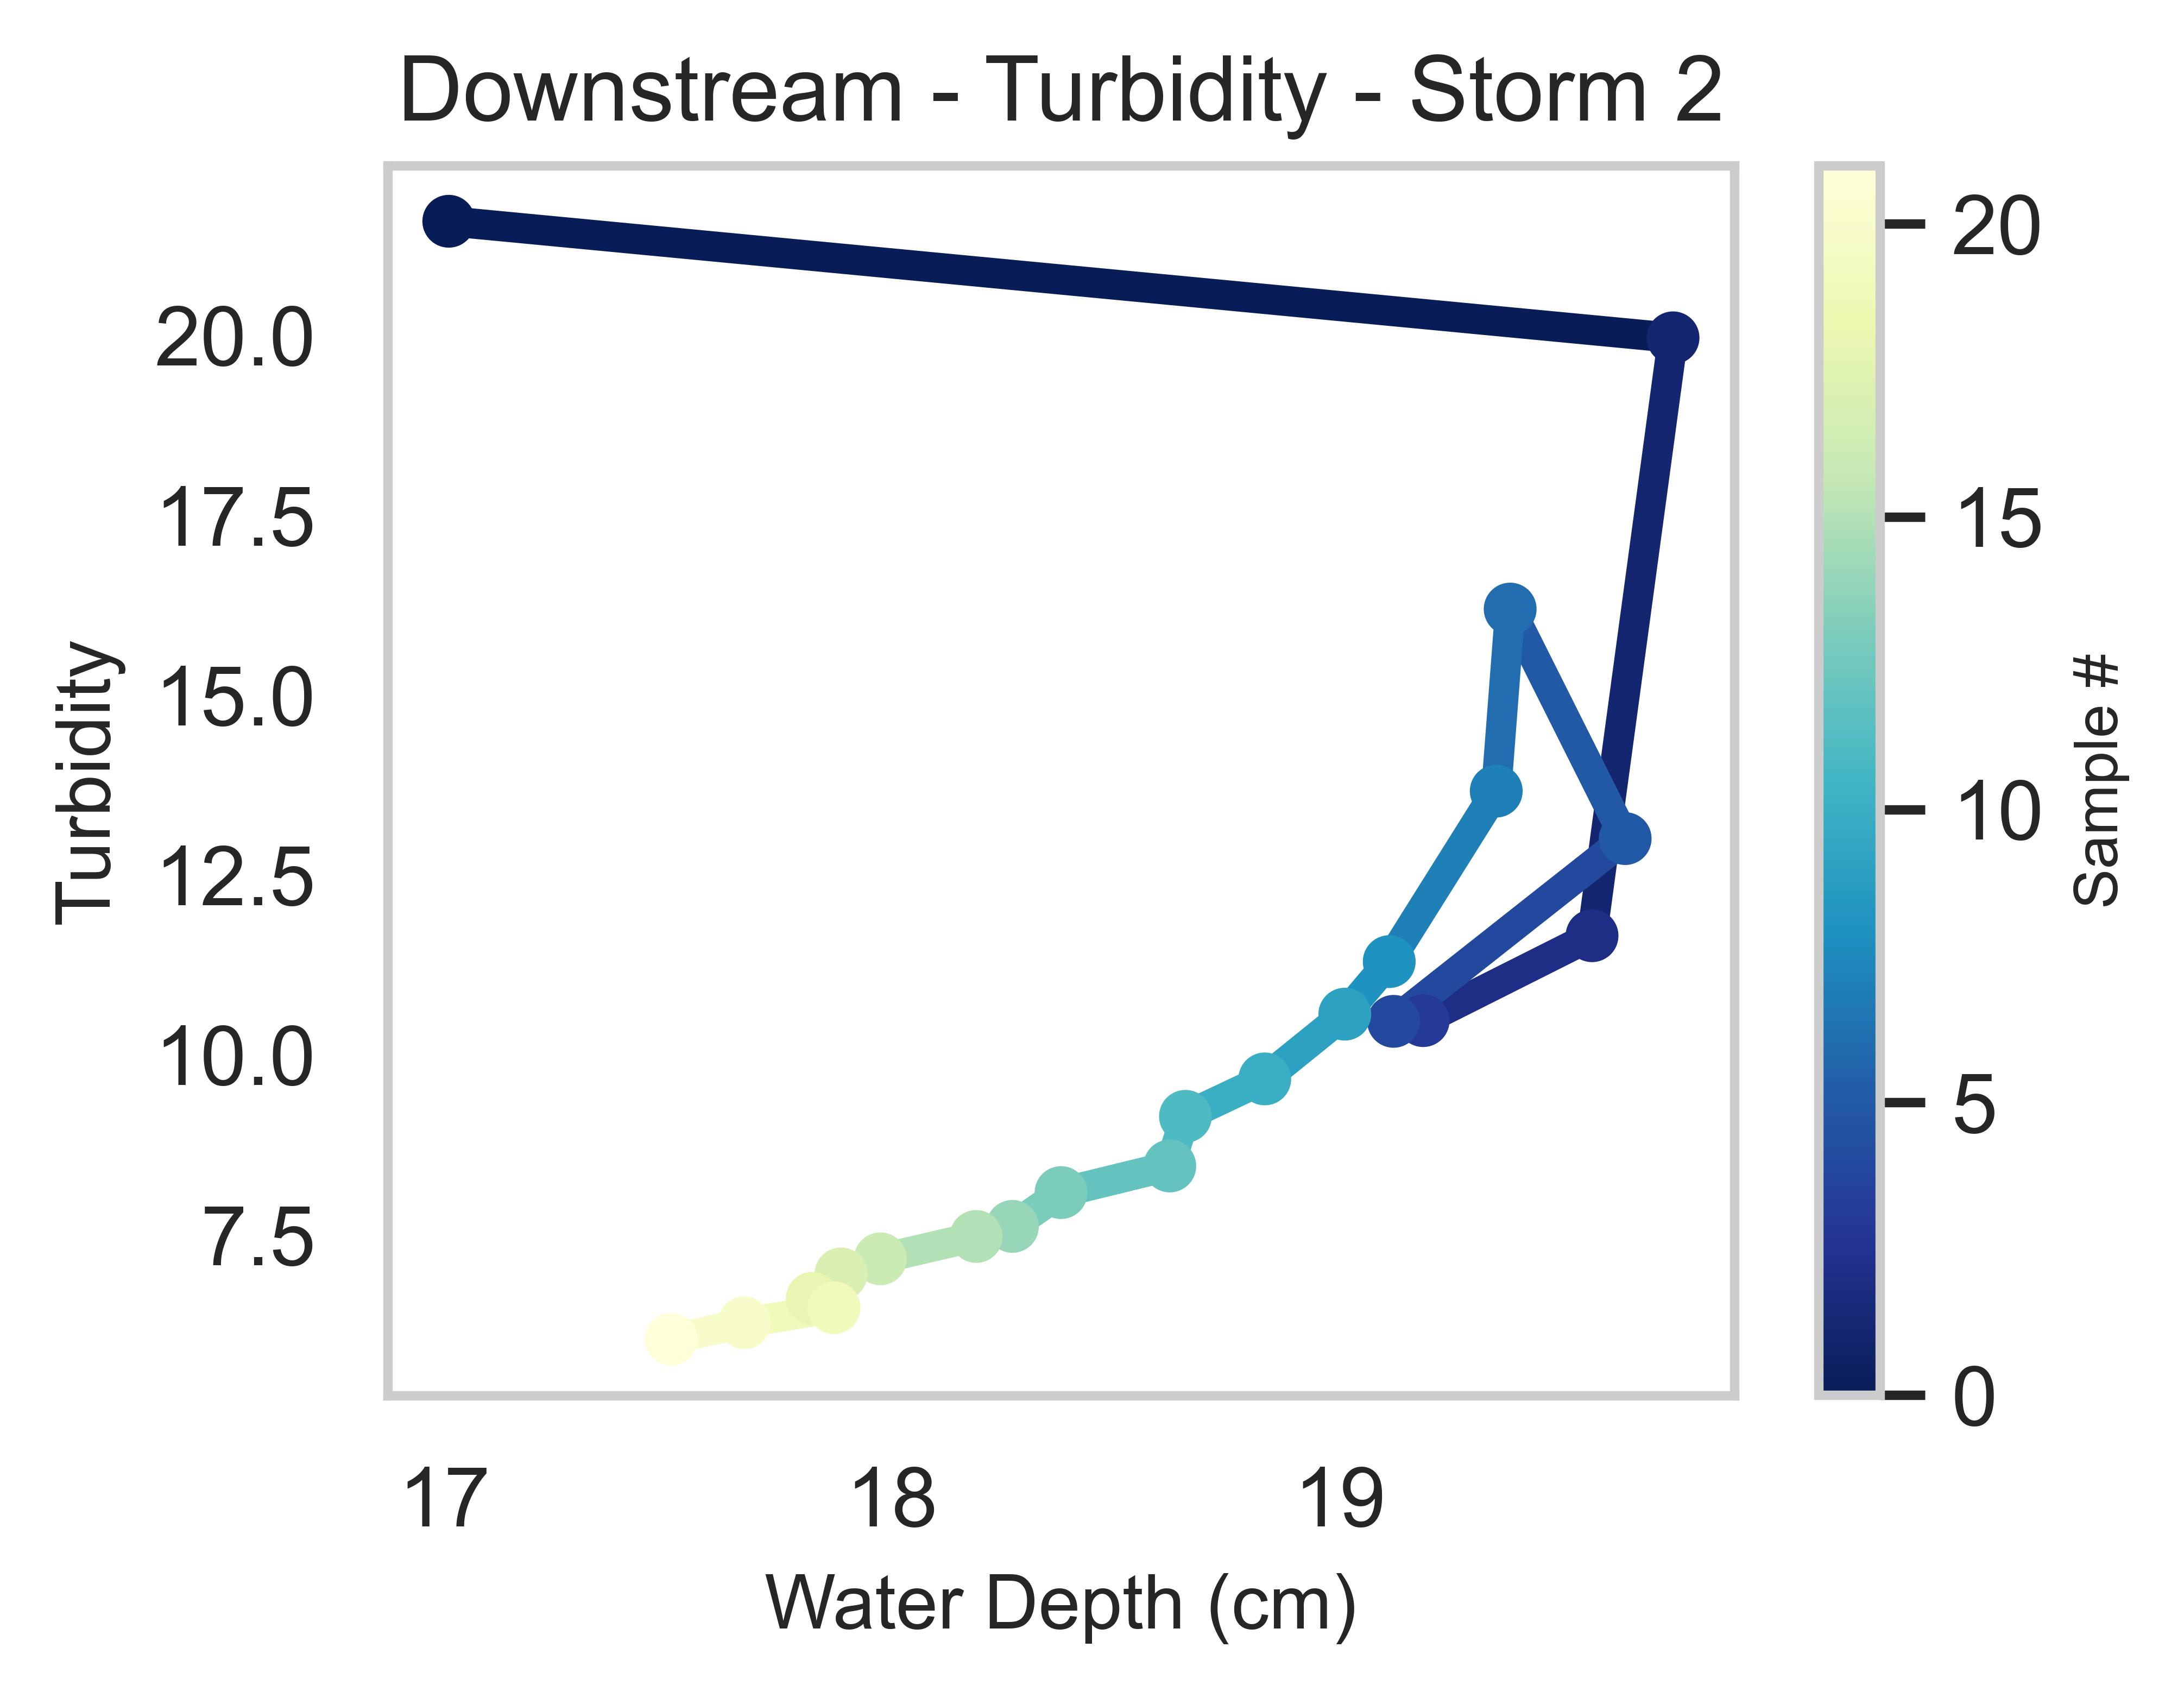 Downstream - Turbidity - Storm 2
Turbidity
20.0
17.5
15.0
12.5
10.0
7.5
17 18 19
Water Depth (cm)
20
15
10
5
0
Sample #